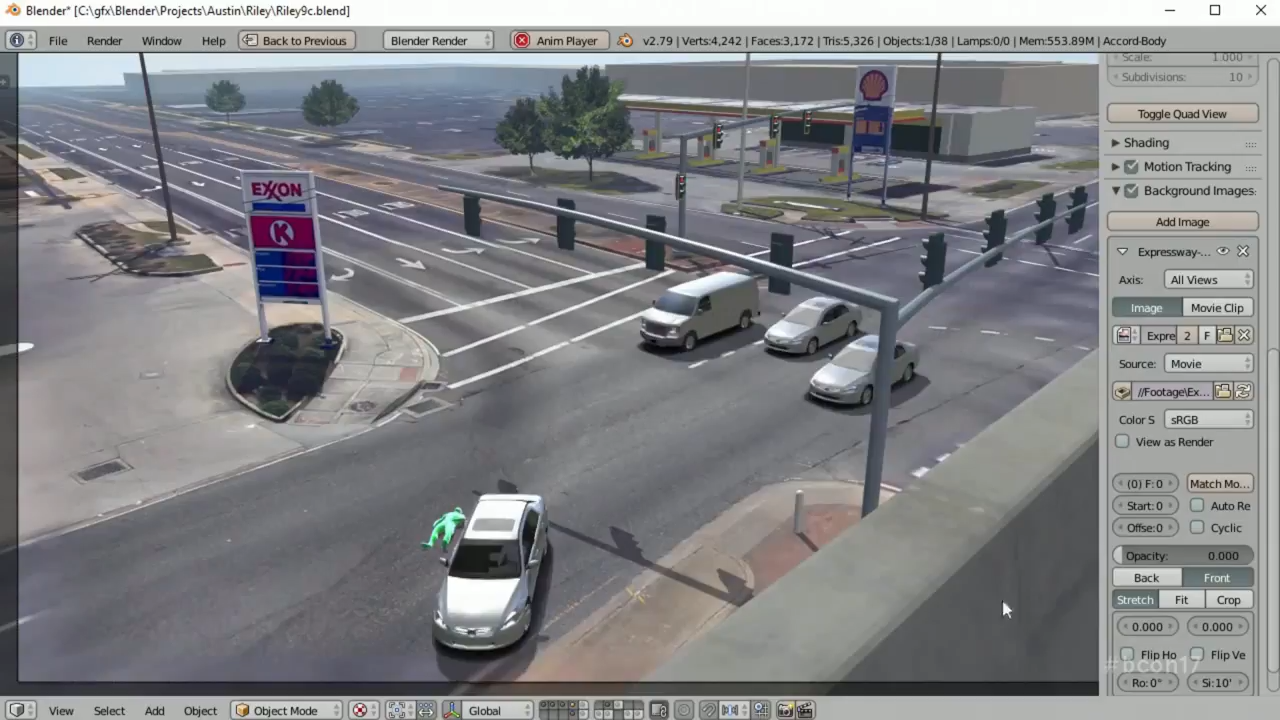 Blender* [C:\gfx\Blender\Projects\Austin\Riley\Riley9c.blend]
File Render Window Help Back to Previous Blender Render Anim Player v2.79 | Verts:4,242 | Faces:3,172 | Tris:5,326 | Objects:1/38 | Lamps:0/0 | Mem:553.89M | Accord-Body
Scale: 1.000
Subdivisions: 10
Toggle Quad View
Shading
Motion Tracking
Background Images:
Add Image
Expressway-...
Axis: All Views
Image Movie Clip
Expre 2 F
Source: Movie
//Footage\Ex...
Color S sRGB
View as Render
(0) F: 0 Match Mo...
Start: 0 Auto Re
Offse: 0 Cyclic
Opacity: 0.000
Back Front
Stretch Fit Crop
0.000 0.000
Flip Ho Flip Ve
Ro: 0° Si: 10'
#bcon17
EXXON
K
View Select Add Object Object Mode Global